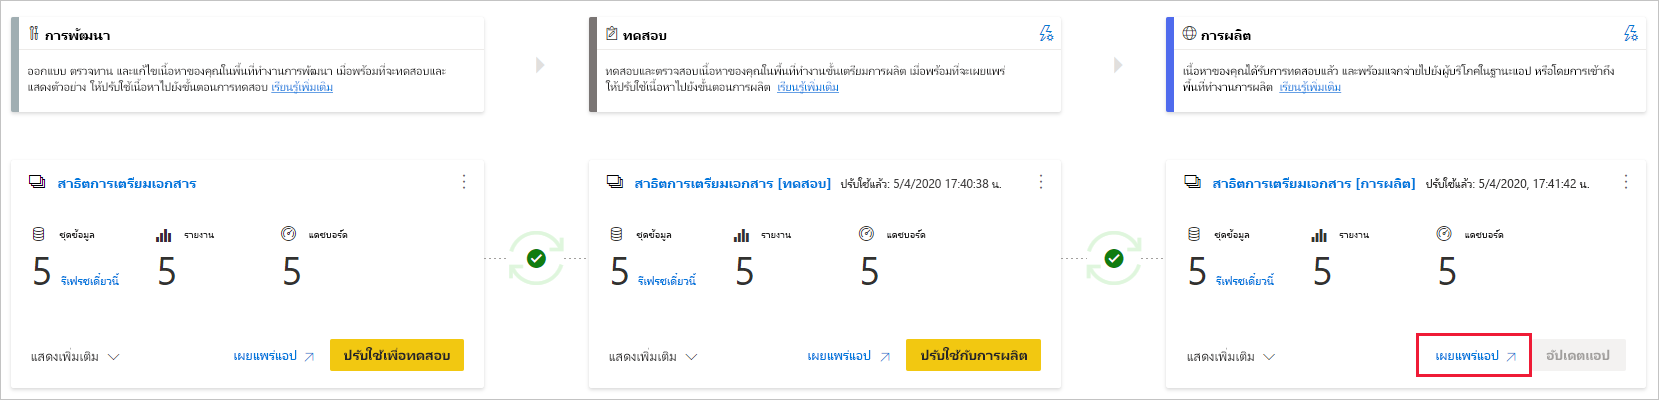 การพัฒนา
ออกแบบ ตรวจทาน และแก้ไขเนื้อหาของคุณในพื้นที่ทำงานการพัฒนา เมื่อพร้อมที่จะทดสอบและ
แสดงตัวอย่าง ให้ปรับใช้เนื้อหาไปยังขั้นตอนการทดสอบ เรียนรู้เพิ่มเติม
ทดสอบ
ทดสอบและตรวจสอบเนื้อหาของคุณในพื้นที่ทำงานขั้นเตรียมการผลิต เมื่อพร้อมที่จะเผยแพร่
ให้ปรับใช้เนื้อหาไปยังขั้นตอนการผลิต เรียนรู้เพิ่มเติม
การผลิต
เนื้อหาของคุณได้รับการทดสอบแล้ว และพร้อมแจกจ่ายไปยังผู้บริโภคในฐานะแอป หรือโดยการเข้าถึง
พื้นที่ทำงานการผลิต เรียนรู้เพิ่มเติม
สาธิตการเตรียมเอกสาร
ชุดข้อมูล รายงาน แดชบอร์ด
5 รีเฟรชเดี๋ยวนี้ 5 5
แสดงเพิ่มเติม เผยแพร่แอป ปรับใช้เพื่อทดสอบ
สาธิตการเตรียมเอกสาร [ทดสอบ] ปรับใช้แล้ว: 5/4/2020 17:40:38 น.
ชุดข้อมูล รายงาน แดชบอร์ด
5 รีเฟรชเดี๋ยวนี้ 5 5
แสดงเพิ่มเติม เผยแพร่แอป ปรับใช้กับการผลิต
สาธิตการเตรียมเอกสาร [การผลิต] ปรับใช้แล้ว: 5/4/2020, 17:41:42 น.
ชุดข้อมูล รายงาน แดชบอร์ด
5 รีเฟรชเดี๋ยวนี้ 5 5
แสดงเพิ่มเติม เผยแพร่แอป อัปเดตแอป